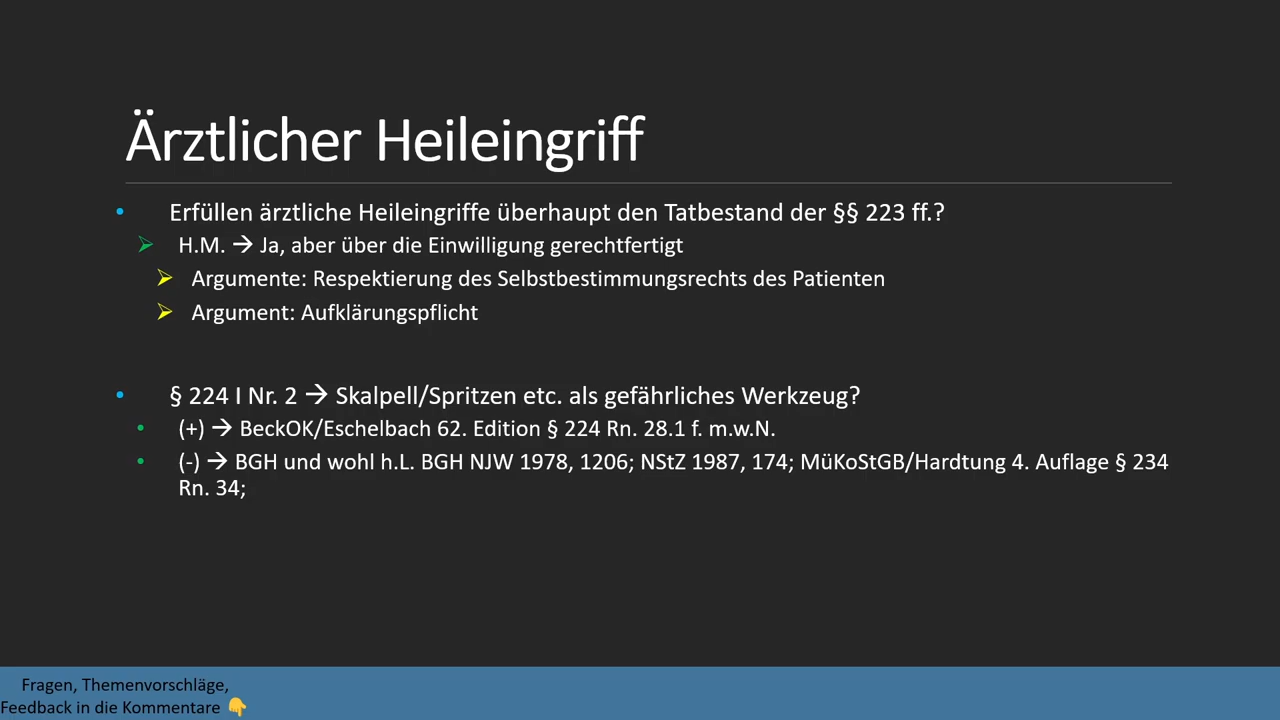 Ärztlicher Heileingriff
• Erfüllen ärztliche Heileingriffe überhaupt den Tatbestand der §§ 223 ff.?
➢ H.M. → Ja, aber über die Einwilligung gerechtfertigt
➢ Argumente: Respektierung des Selbstbestimmungsrechts des Patienten
➢ Argument: Aufklärungspflicht
• § 224 I Nr. 2 → Skalpell/Spritzen etc. als gefährliches Werkzeug?
• (+) → BeckOK/Eschelbach 62. Edition § 224 Rn. 28.1 f. m.w.N.
• (-) → BGH und wohl h.L. BGH NJW 1978, 1206; NStZ 1987, 174; MüKoStGB/Hardtung 4. Auflage § 234
Rn. 34;
Fragen, Themenvorschläge,
Feedback in die Kommentare 👇